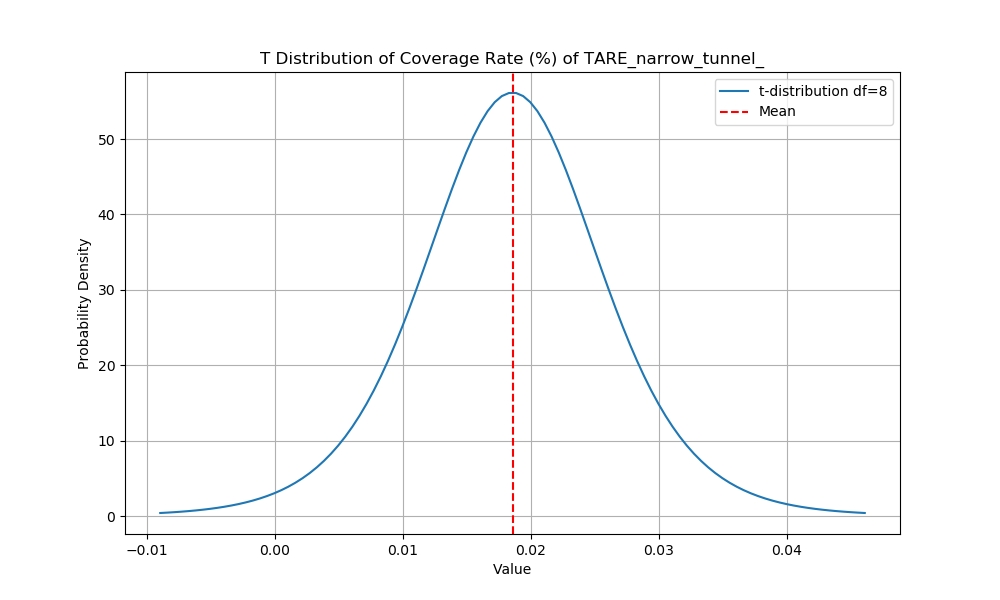 T Distribution of Coverage Rate (%) of TARE_narrow_tunnel_
t-distribution df=8
Mean
Probability Density
50
40
30
20
10
0
−0.01
0.00
0.01
0.02
0.03
0.04
Value